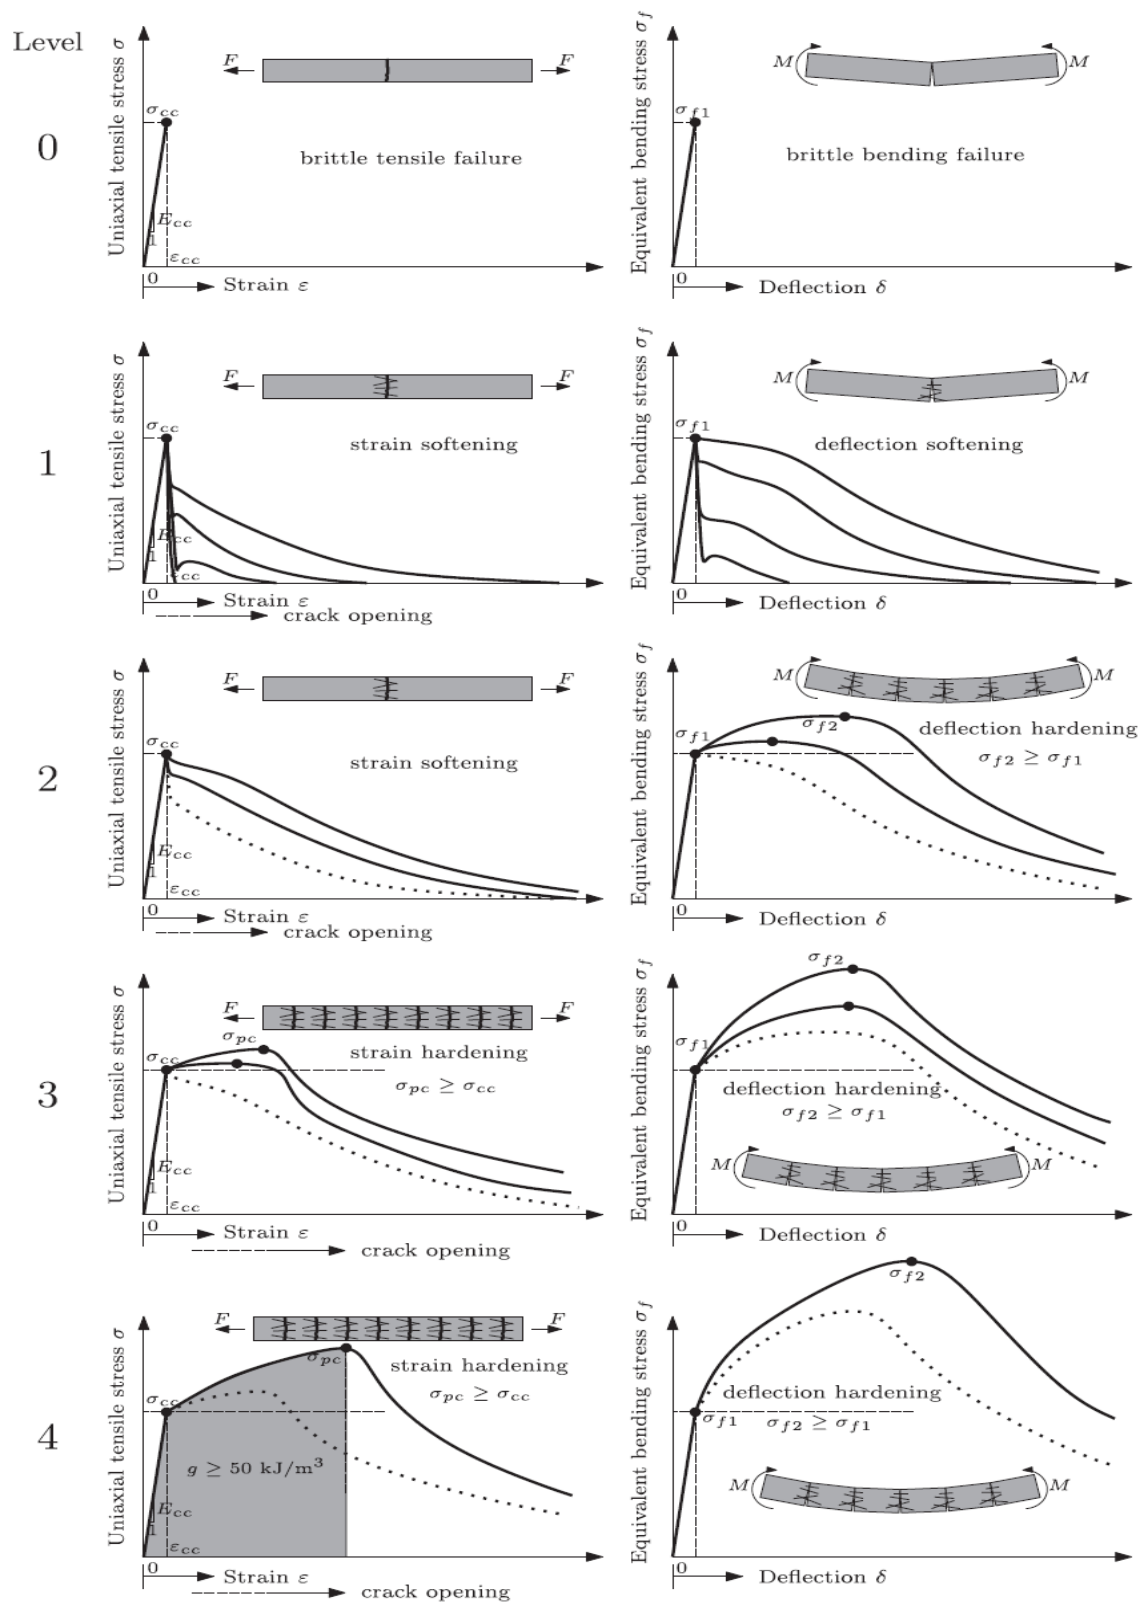 Level
0
Uniaxial tensile stress σ
σcc
F
F
brittle tensile failure
Ecc
1
εcc
0
Strain ε
Equivalent bending stress σf
σf1
M
M
brittle bending failure
0
Deflection δ
1
Uniaxial tensile stress σ
σcc
F
F
strain softening
Ecc
1
εcc
0
Strain ε
crack opening
Equivalent bending stress σf
σf1
M
M
deflection softening
0
Deflection δ
2
Uniaxial tensile stress σ
σcc
F
F
strain softening
Ecc
1
εcc
0
Strain ε
crack opening
Equivalent bending stress σf
σf1
σf2
M
M
deflection hardening
σf2 ≥ σf1
0
Deflection δ
3
Uniaxial tensile stress σ
σcc
F
F
σpc
strain hardening
σpc ≥ σcc
Ecc
1
εcc
0
Strain ε
crack opening
Equivalent bending stress σf
σf2
σf1
deflection hardening
σf2 ≥ σf1
M
M
0
Deflection δ
4
Uniaxial tensile stress σ
F
F
σpc
strain hardening
σpc ≥ σcc
σcc
g ≥ 50 kJ/m³
Ecc
1
εcc
0
Strain ε
crack opening
Equivalent bending stress σf
σf2
deflection hardening
σf1
σf2 ≥ σf1
M
M
0
Deflection δ